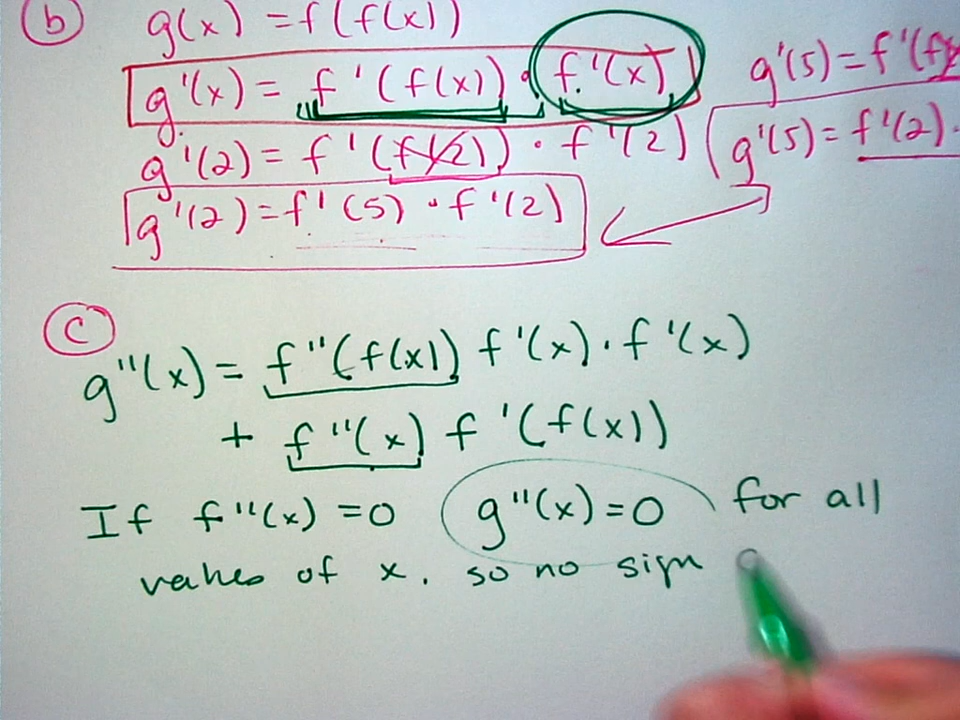 (b) g(x) = f(f(x))
g'(x) = f'(f(x)) · f'(x)
g'(2) = f'(f(2)) · f'(2)
g'(2) = f'(5) · f'(2)
g'(5) = f'(f
g'(5) = f'(2) ·
(c)
g''(x) = f''(f(x)) f'(x) · f'(x)
+ f''(x) f'(f(x))
If f''(x) = 0 g''(x) = 0 for all
values of x. so no sign